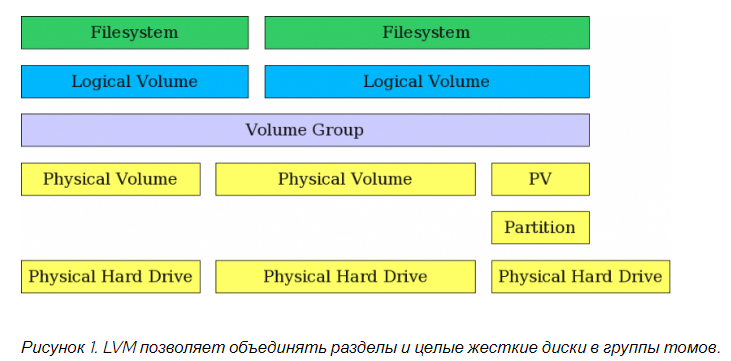 Filesystem Filesystem
Logical Volume Logical Volume
Volume Group
Physical Volume Physical Volume PV
Partition
Physical Hard Drive Physical Hard Drive Physical Hard Drive
Рисунок 1. LVM позволяет объединять разделы и целые жесткие диски в группы томов.